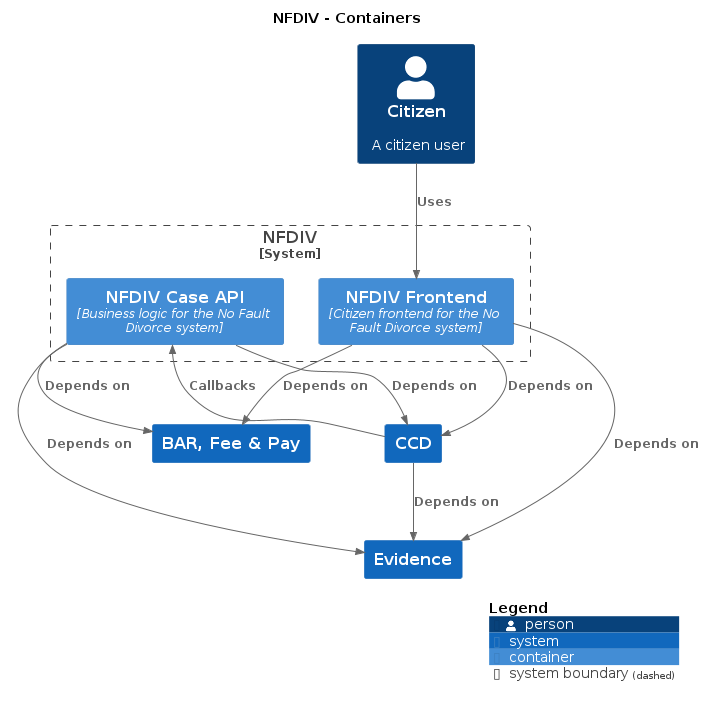 NFDIV - Containers
Citizen
A citizen user
Uses
NFDIV
[System]
NFDIV Case API
[Business logic for the No Fault
Divorce system]
NFDIV Frontend
[Citizen frontend for the No
Fault Divorce system]
Depends on
Callbacks
Depends on
Depends on
Depends on
Depends on
Depends on
BAR, Fee & Pay
CCD
Depends on
Evidence
Legend
person
system
container
system boundary (dashed)